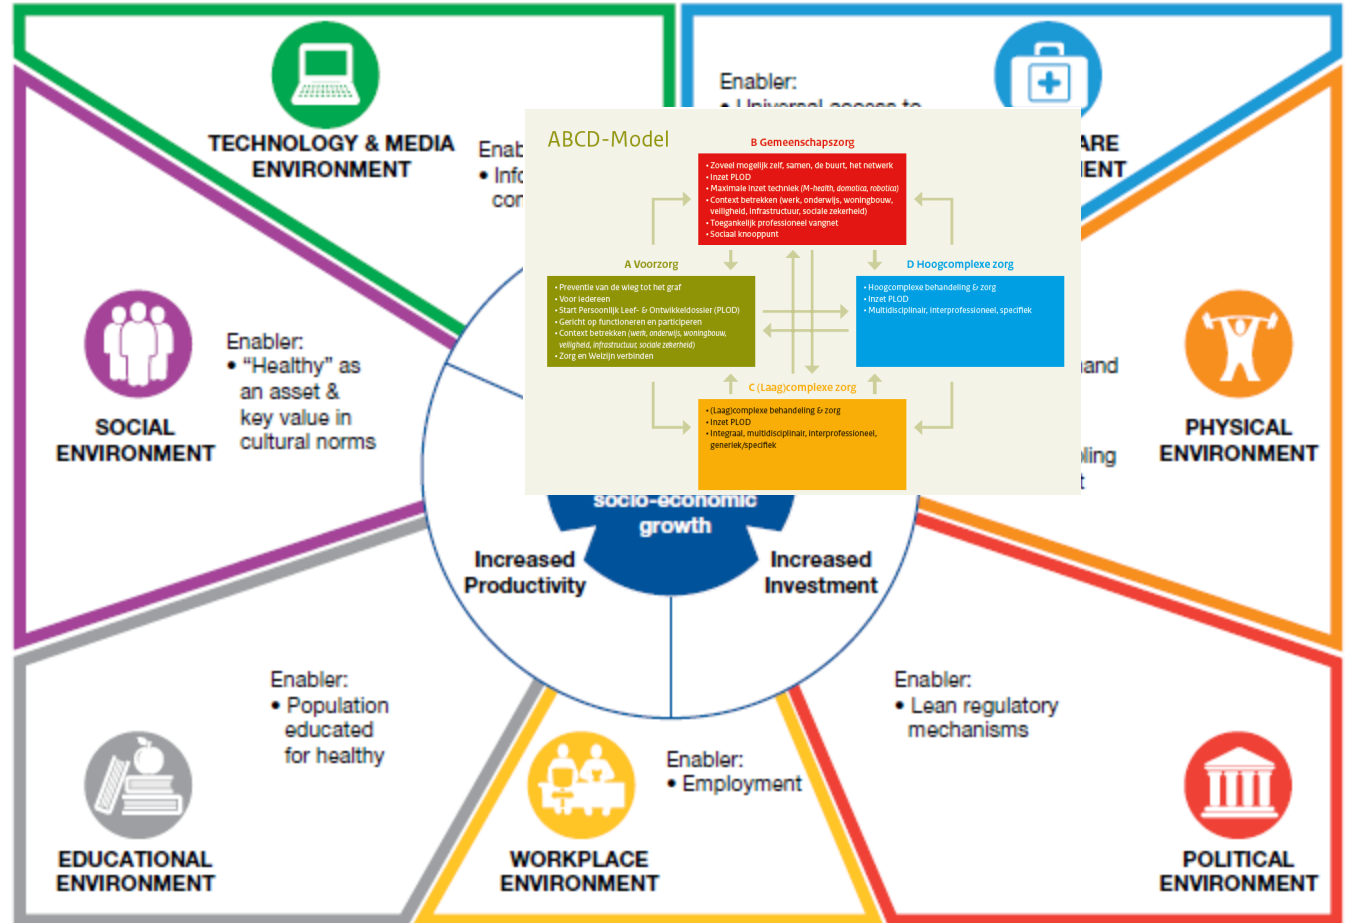 TECHNOLOGY & MEDIA
ENVIRONMENT
Enabler:
ABCD-Model
B Gemeenschapszorg
• Zoveel mogelijk zelf, samen, de buurt, het netwerk
• Inzet PLOD
• Maximale inzet techniek (M-health, domotica, robotica)
• Context betrekken (werk, onderwijs, woningbouw,
veiligheid, infrastructuur, sociale zekerheid)
• Toegankelijk professioneel vangnet
• Sociaal knooppunt
A Voorzorg
• Preventie van de wieg tot het graf
• Voor iedereen
• Start Persoonlijk Leef- & Ontwikkeldossier (PLOD)
• Gericht op functioneren en participeren
• Context betrekken (werk, onderwijs, woningbouw,
veiligheid, infrastructuur, sociale zekerheid)
• Zorg en Welzijn verbinden
D Hoogcomplexe zorg
• Hoogcomplexe behandeling & zorg
• Inzet PLOD
• Multidisciplinair, interprofessioneel, specifiek
C (Laag)complexe zorg
• (Laag)complexe behandeling & zorg
• Inzet PLOD
• Integraal, multidisciplinair, interprofessioneel,
generiek/specifiek
Enabler:
• “Healthy” as
an asset &
key value in
cultural norms
SOCIAL
ENVIRONMENT
PHYSICAL
ENVIRONMENT
socio-economic
growth
Increased
Productivity
Increased
Investment
Enabler:
• Population
educated
for healthy
EDUCATIONAL
ENVIRONMENT
Enabler:
• Employment
WORKPLACE
ENVIRONMENT
Enabler:
• Lean regulatory
mechanisms
POLITICAL
ENVIRONMENT